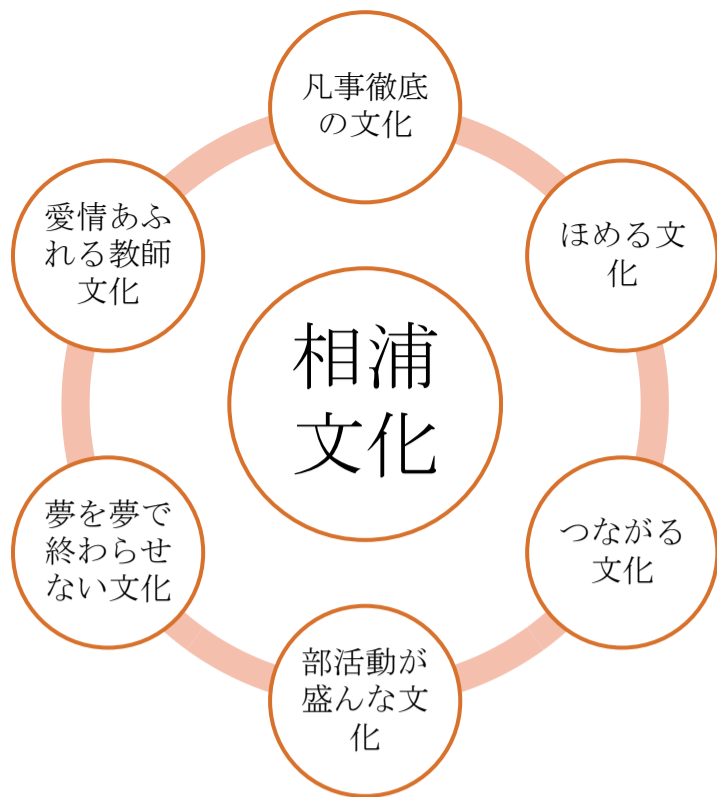 凡事徹底
の文化
ほめる文
化
つながる
文化
部活動が
盛んな文
化
夢を夢で
終わらせ
ない文化
愛情あふ
れる教師
文化
相浦
文化